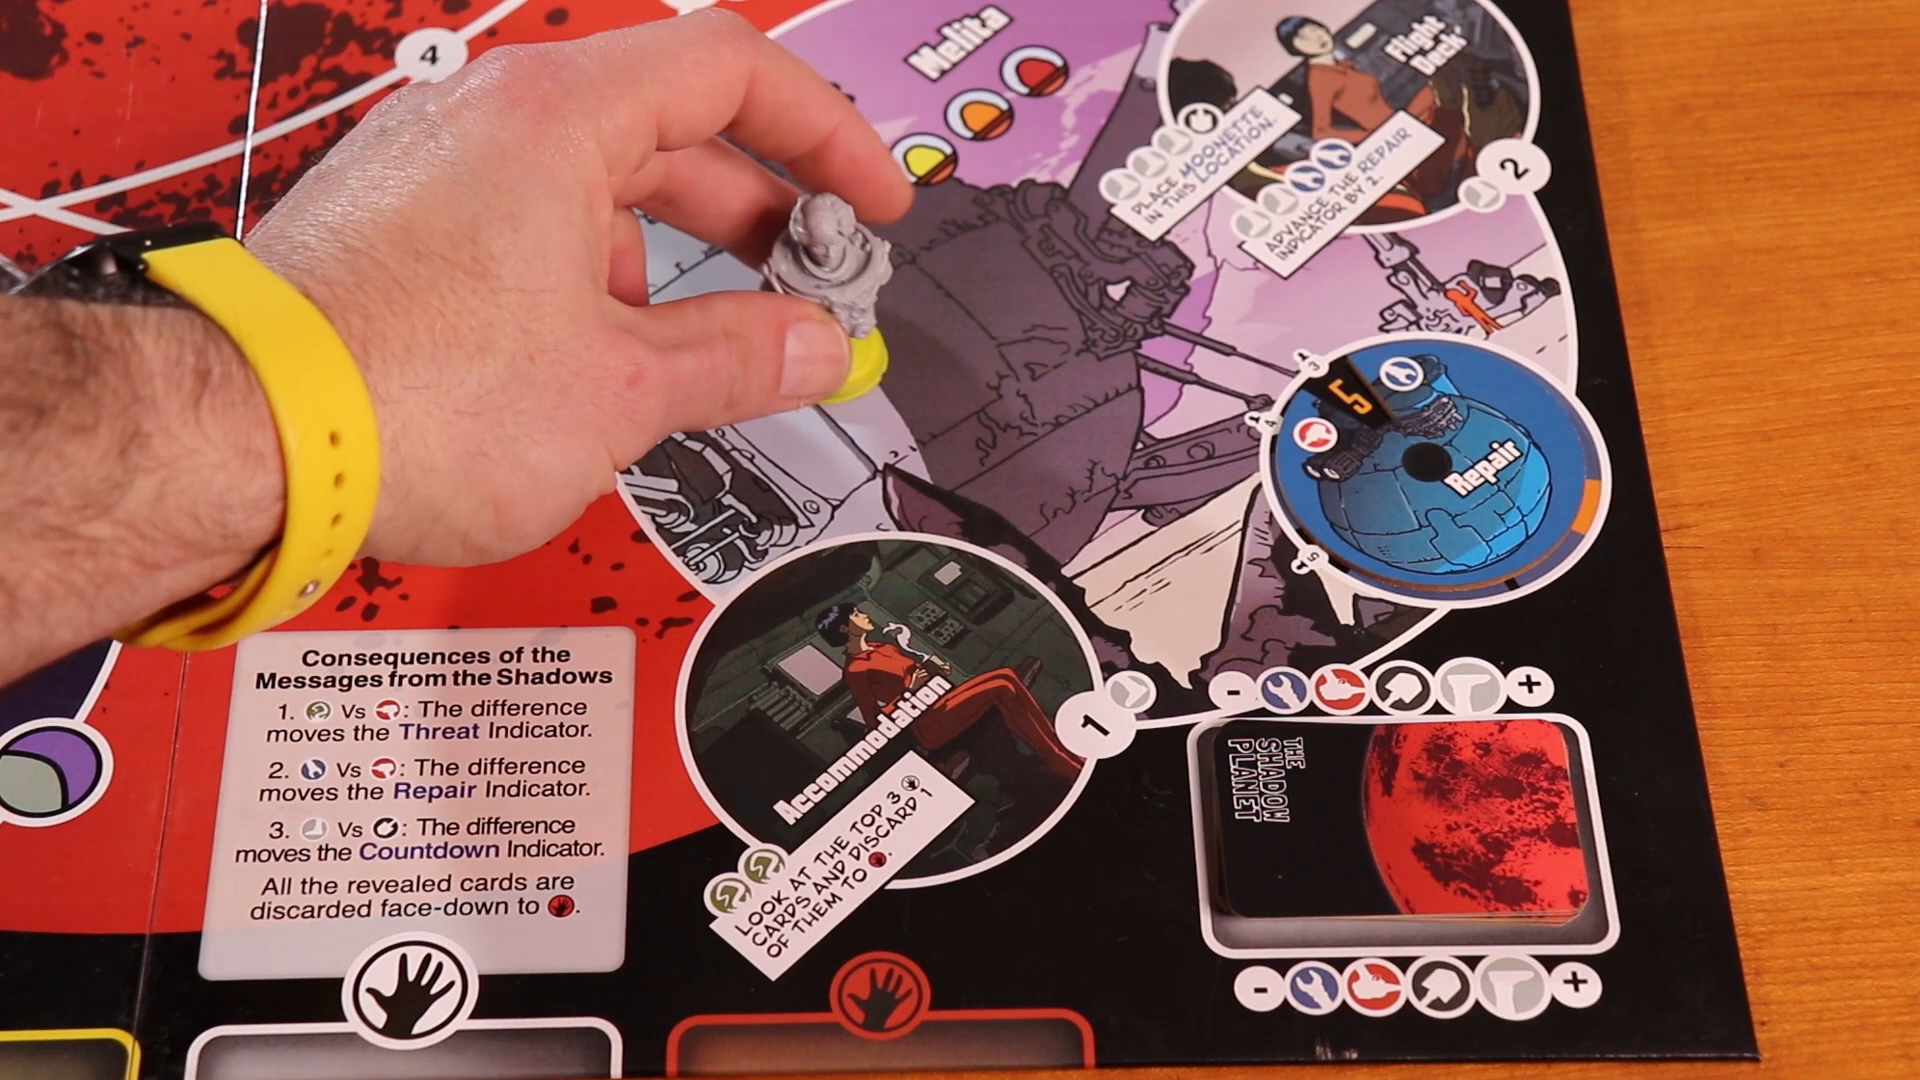 4
Melita
Flight
Deck
PLACE MOONETTE
IN THIS LOCATION.
ADVANCE THE REPAIR
INDICATOR BY 2.
2
3
5
4
Repair
5
Consequences of the
Messages from the Shadows
1. Vs : The difference
moves the Threat Indicator.
2. Vs : The difference
moves the Repair Indicator.
3. Vs : The difference
moves the Countdown Indicator.
All the revealed cards are
discarded face-down to .
Accommodation
1
LOOK AT THE TOP 3
CARDS AND DISCARD 1
OF THEM TO .
- +
THE
SHADOW
PLANET
- +